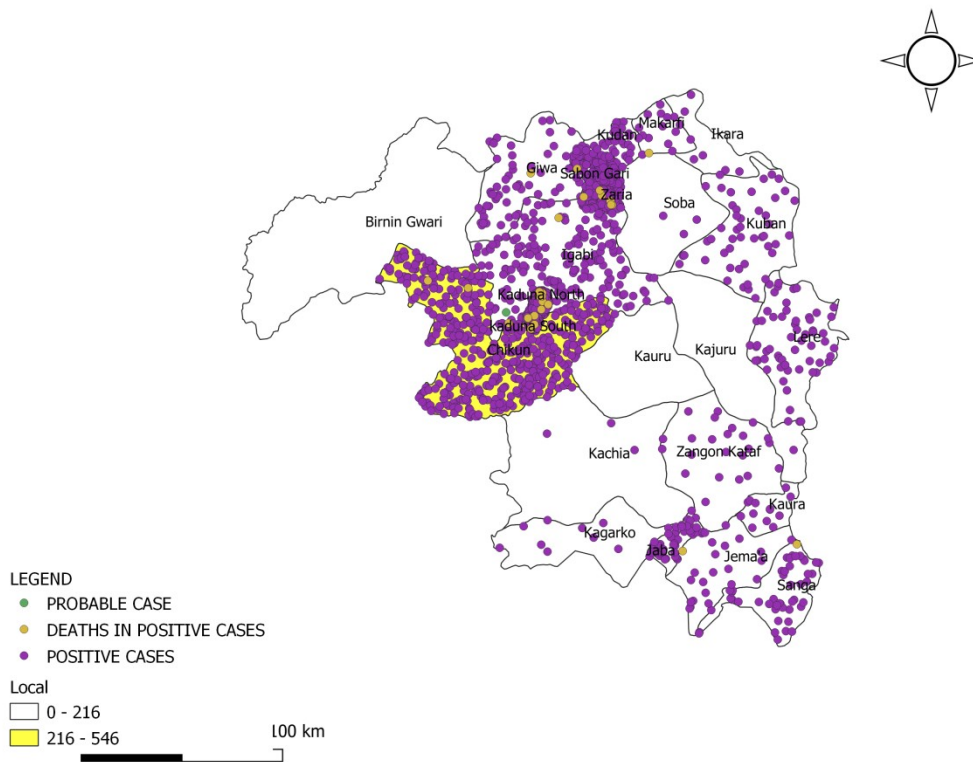 Makarfi
Kudan
Ikara
Giwa
Sabon Gari
Zaria
Soba
Birnin Gwari
Kuban
Igabi
Kaduna North
kaduna South
Chikun
Kauru
Kajuru
Lere
Kachia
Zangon Kataf
Kaura
Kagarko
Jaba
Jema'a
Sanga
LEGEND
PROBABLE CASE
DEATHS IN POSITIVE CASES
POSITIVE CASES
Local
0 - 216
216 - 546
100 km